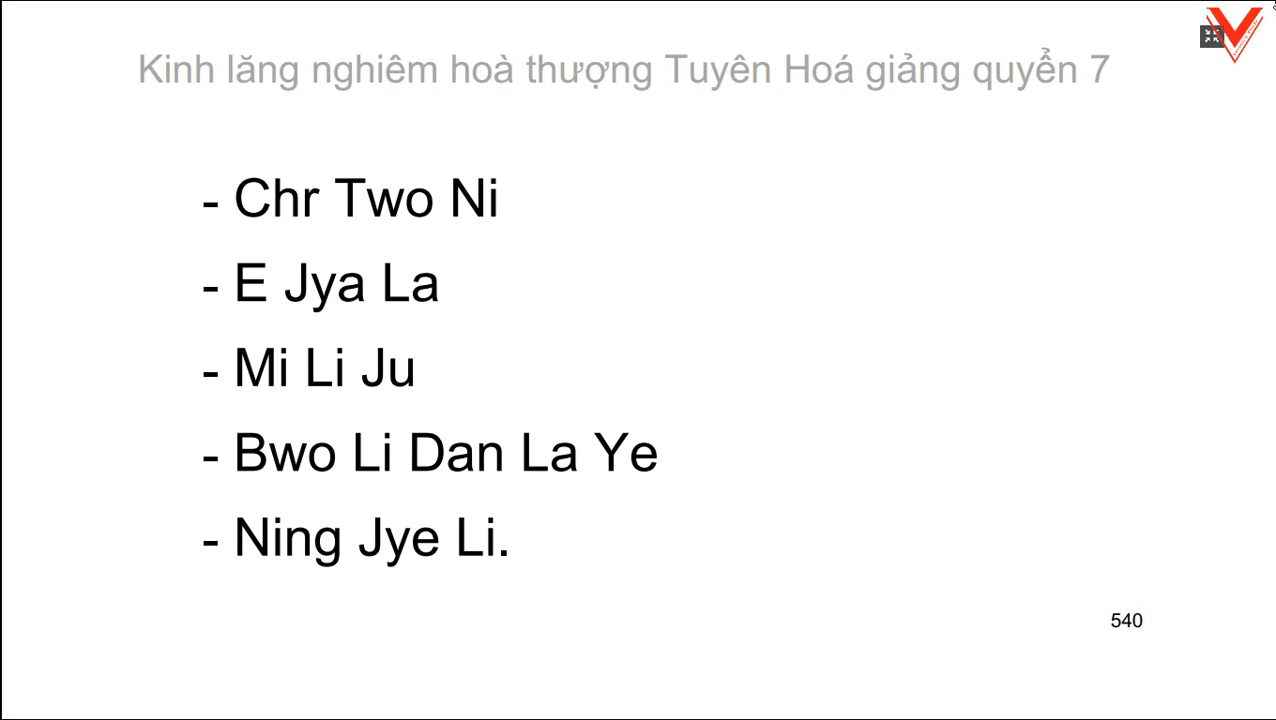 Kinh lăng nghiêm hoà thượng Tuyên Hoá giảng quyển 7
- Chr Two Ni
- E Jya La
- Mi Li Ju
- Bwo Li Dan La Ye
- Ning Jye Li.
540